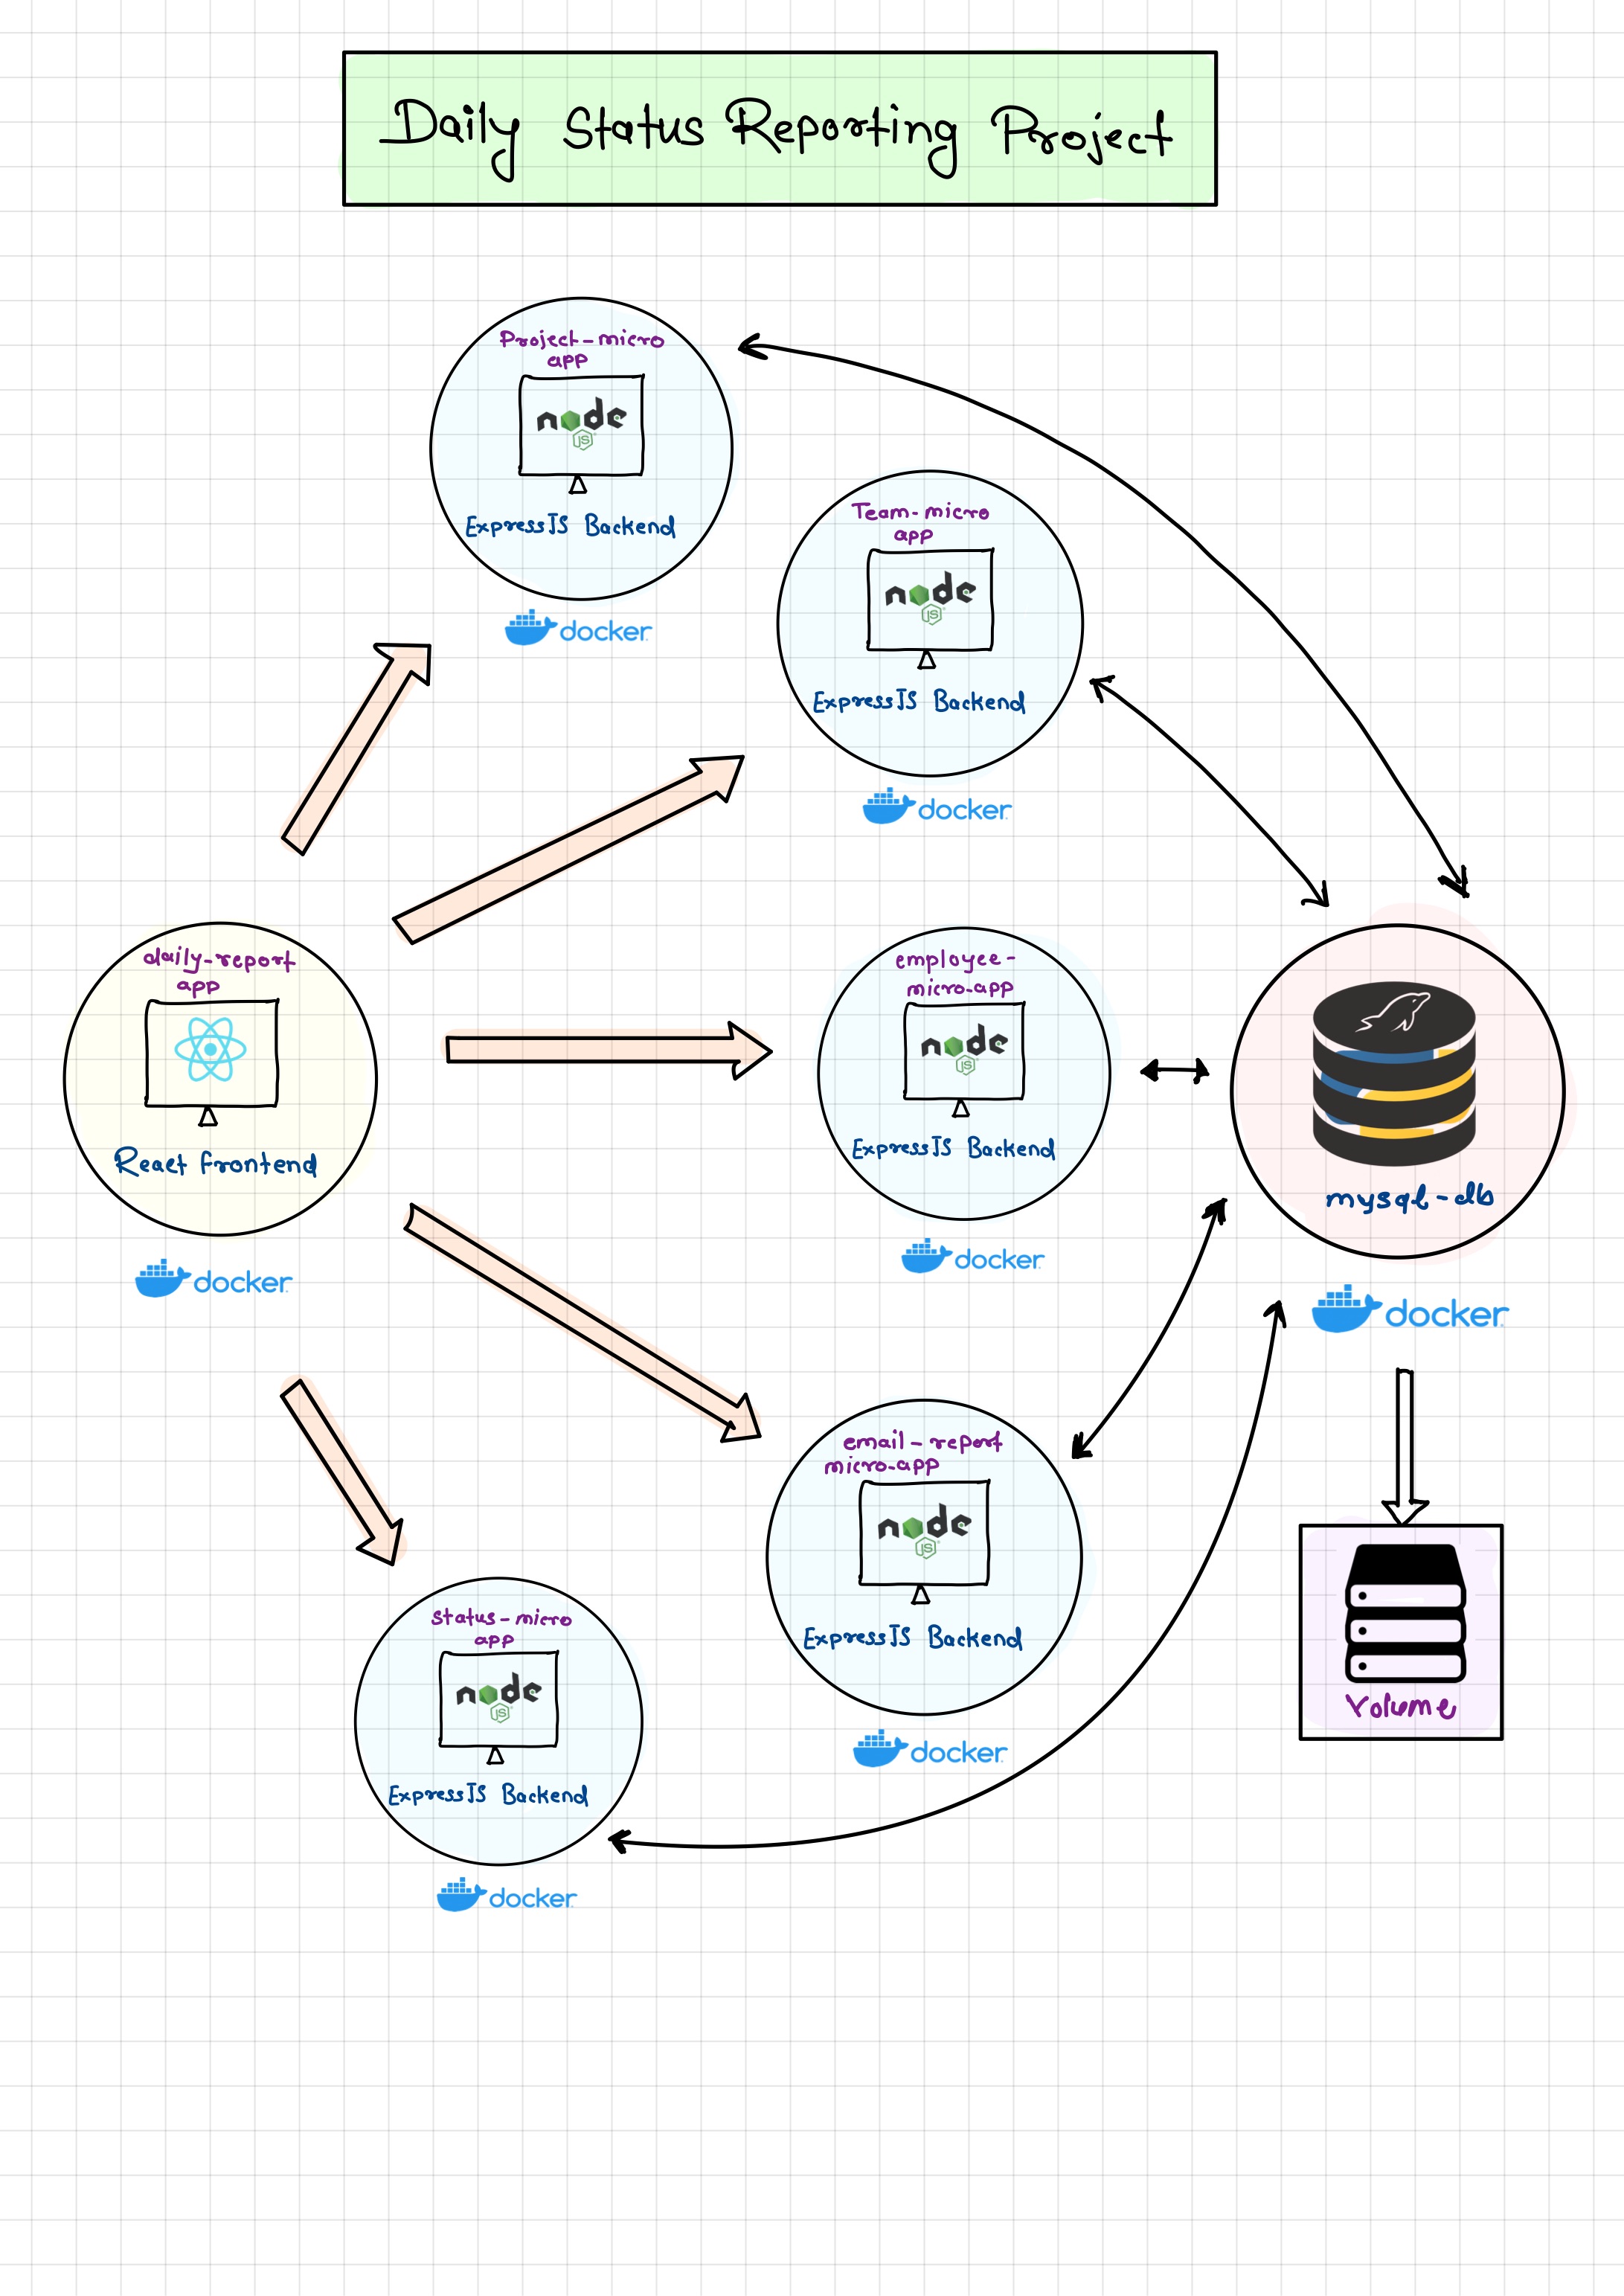 Daily Status Reporting Project
Project-micro
app
node
JS
ExpressJS Backend
docker
Team-micro
app
node
JS
ExpressJS Backend
docker
daily-report
app
React frontend
docker
employee-
micro-app
node
JS
ExpressJS Backend
docker
mysql-db
docker
email-report
micro-app
node
JS
ExpressJS Backend
docker
status-micro
app
node
JS
ExpressJS Backend
docker
Volume